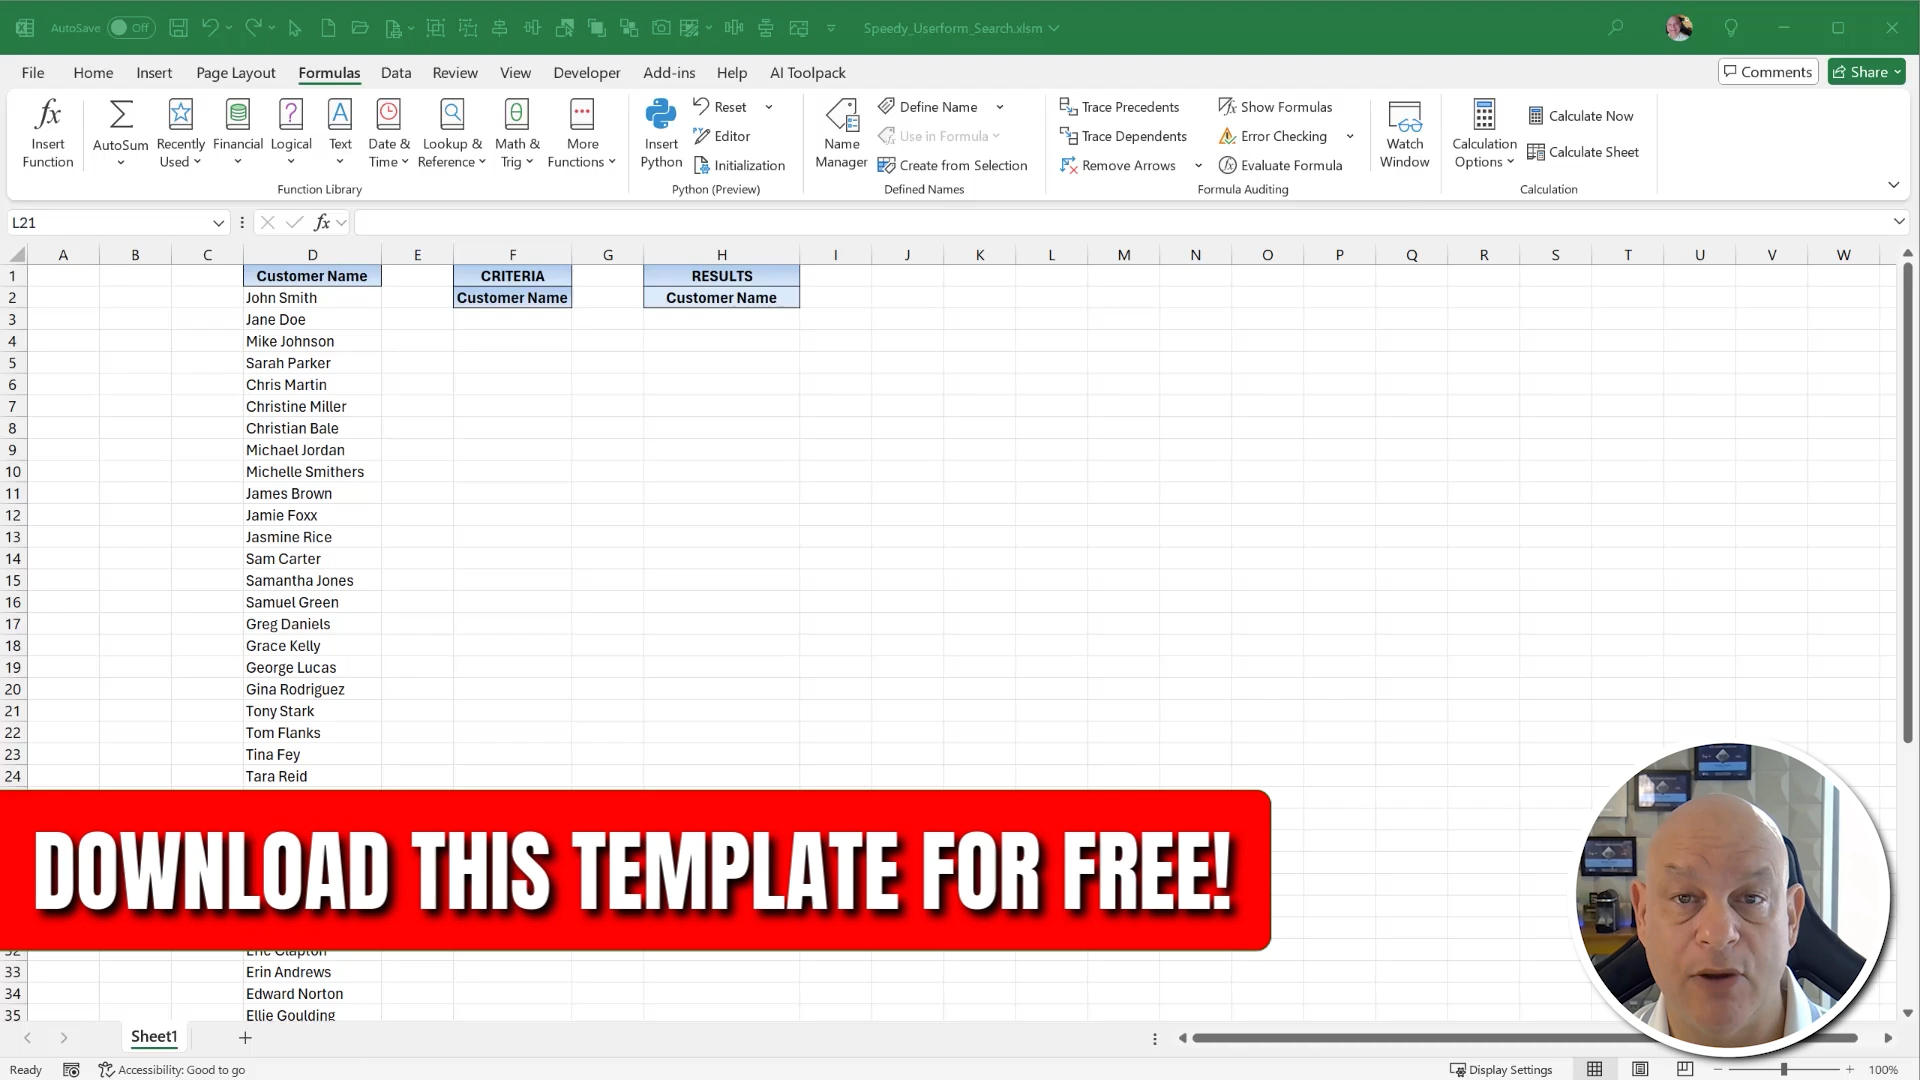 AutoSave Off Speedy_Userform_Search.xlsm
File Home Insert Page Layout Formulas Data Review View Developer Add-ins Help AI Toolpack Comments Share
Insert Function
AutoSum
Recently Used
Financial
Logical
Text
Date & Time
Lookup & Reference
Math & Trig
More Functions
Function Library
Insert Python
Reset
Editor
Initialization
Python (Preview)
Name Manager
Define Name
Use in Formula
Create from Selection
Defined Names
Trace Precedents
Trace Dependents
Remove Arrows
Show Formulas
Error Checking
Evaluate Formula
Formula Auditing
Watch Window
Calculation Options
Calculate Now
Calculate Sheet
Calculation
L21 fx
A B C D E F G H I J K L M N O P Q R S T U V W
1 Customer Name CRITERIA RESULTS
2 John Smith Customer Name Customer Name
3 Jane Doe
4 Mike Johnson
5 Sarah Parker
6 Chris Martin
7 Christine Miller
8 Christian Bale
9 Michael Jordan
10 Michelle Smithers
11 James Brown
12 Jamie Foxx
13 Jasmine Rice
14 Sam Carter
15 Samantha Jones
16 Samuel Green
17 Greg Daniels
18 Grace Kelly
19 George Lucas
20 Gina Rodriguez
21 Tony Stark
22 Tom Flanks
23 Tina Fey
24 Tara Reid
DOWNLOAD THIS TEMPLATE FOR FREE!
32 Eric Clapton
33 Erin Andrews
34 Edward Norton
35 Ellie Goulding
Sheet1
Ready Accessibility: Good to go Display Settings 100%